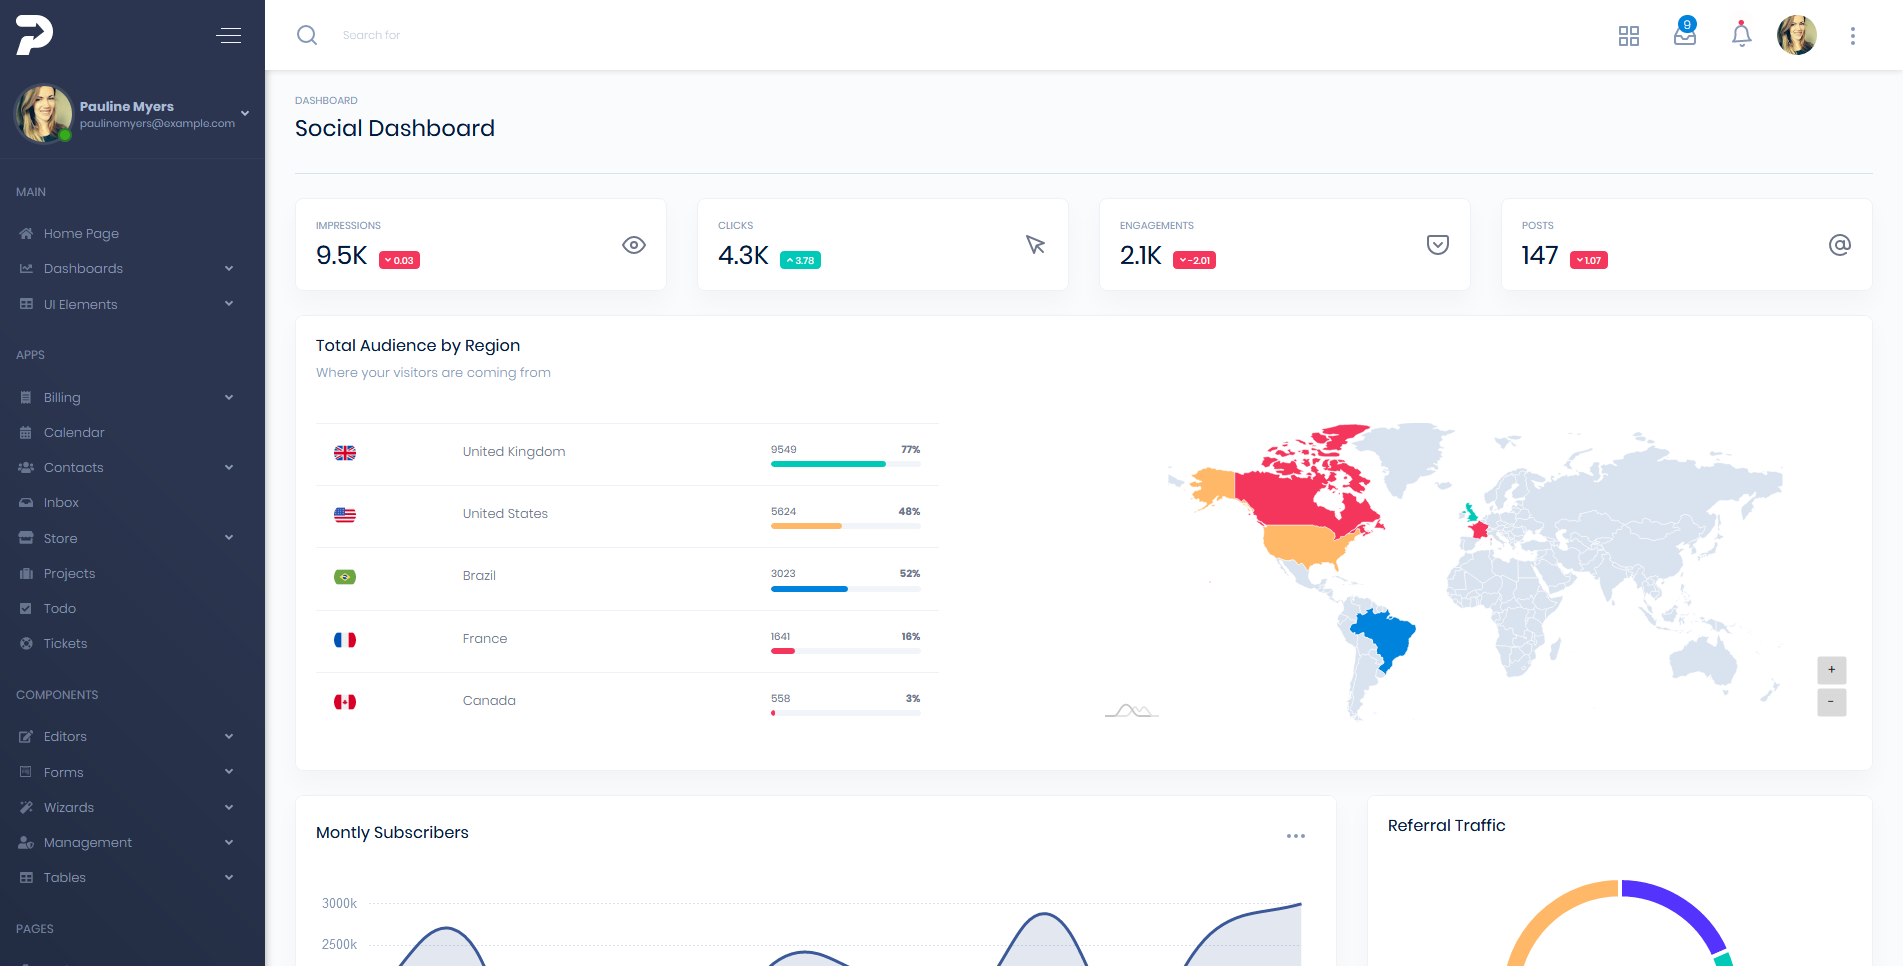 Pauline Myers
paulinemyers@example.com
MAIN
Home Page
Dashboards
UI Elements
APPS
Billing
Calendar
Contacts
Inbox
Store
Projects
Todo
Tickets
COMPONENTS
Editors
Forms
Wizards
Management
Tables
PAGES
Search for
9
DASHBOARD
Social Dashboard
IMPRESSIONS
9.5K 0.03
CLICKS
4.3K 3.78
ENGAGEMENTS
2.1K -2.01
POSTS
147 1.07
Total Audience by Region
Where your visitors are coming from
United Kingdom 9549 77%
United States 5624 48%
Brazil 3023 52%
France 1641 16%
Canada 558 3%
+
-
Montly Subscribers
3000k
2500k
Referral Traffic